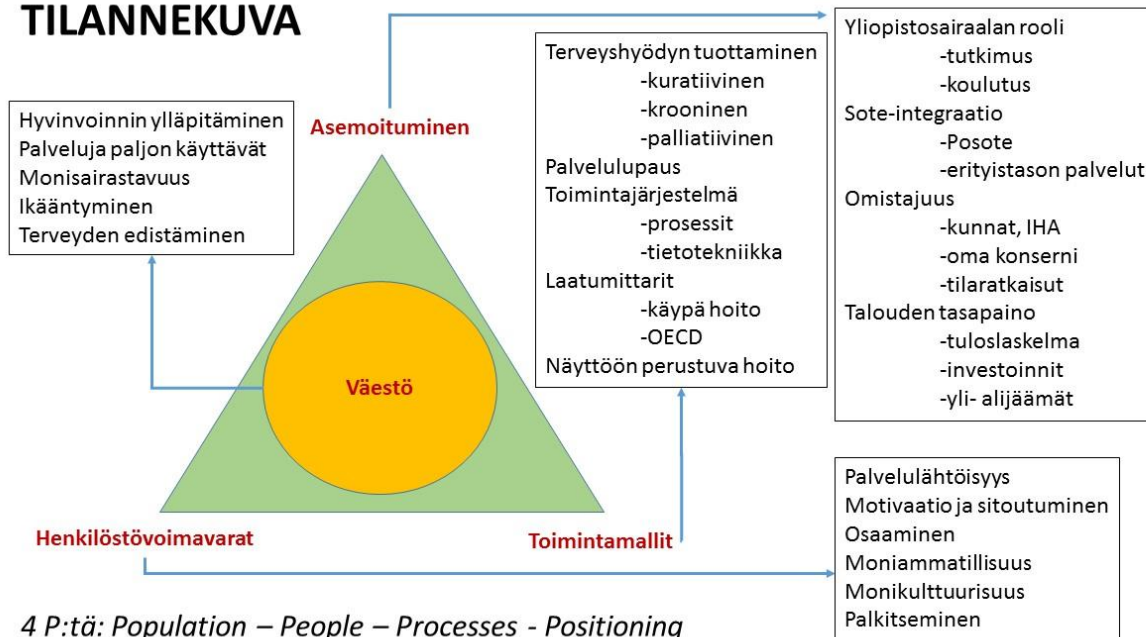 TILANNEKUVA
Hyvinvoinnin ylläpitäminen
Palveluja paljon käyttävät
Monisairastavuus
Ikääntyminen
Terveyden edistäminen
Asemoituminen
Väestö
Henkilöstövoimavarat
Toimintamallit
Terveyshyödyn tuottaminen
-kuratiivinen
-krooninen
-palliatiivinen
Palvelulupaus
Toimintajärjestelmä
-prosessit
-tietotekniikka
Laatumittarit
-käypä hoito
-OECD
Näyttöön perustuva hoito
Yliopistosairaalan rooli
-tutkimus
-koulutus
Sote-integraatio
-Posote
-erityistason palvelut
Omistajuus
-kunnat, IHA
-oma konserni
-tilaratkaisut
Talouden tasapaino
-tuloslaskelma
-investoinnit
-yli- alijäämät
Palvelulähtöisyys
Motivaatio ja sitoutuminen
Osaaminen
Moniammatillisuus
Monikulttuurisuus
Palkitseminen
4 P:tä: Population – People – Processes - Positioning